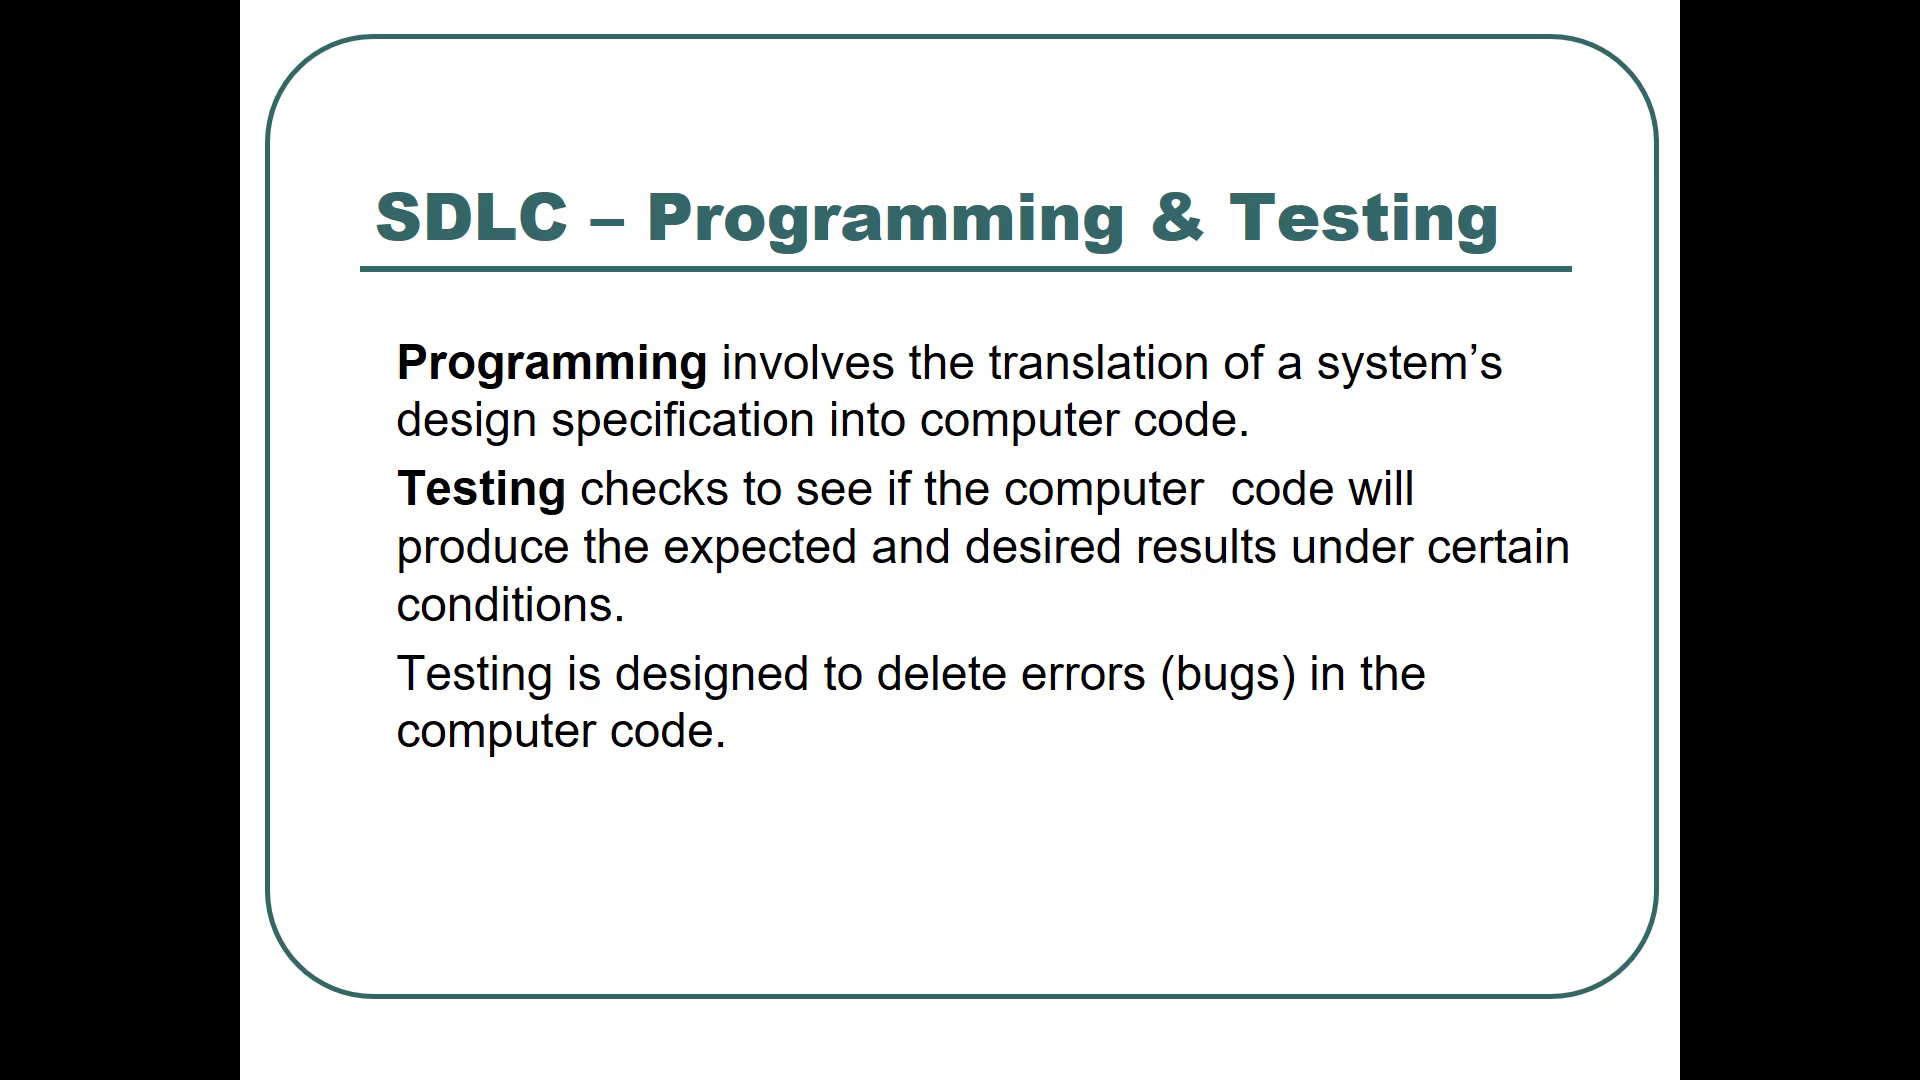 SDLC – Programming & Testing
Programming involves the translation of a system’s
design specification into computer code.
Testing checks to see if the computer  code will
produce the expected and desired results under certain
conditions.
Testing is designed to delete errors (bugs) in the
computer code.